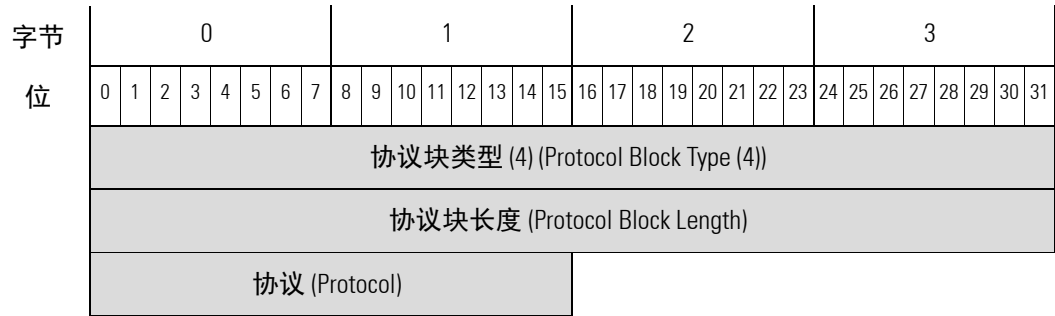 字节 0 1 2 3
位 0 1 2 3 4 5 6 7 8 9 10 11 12 13 14 15 16 17 18 19 20 21 22 23 24 25 26 27 28 29 30 31
协议块类型 (4) (Protocol Block Type (4))
协议块长度 (Protocol Block Length)
协议 (Protocol)